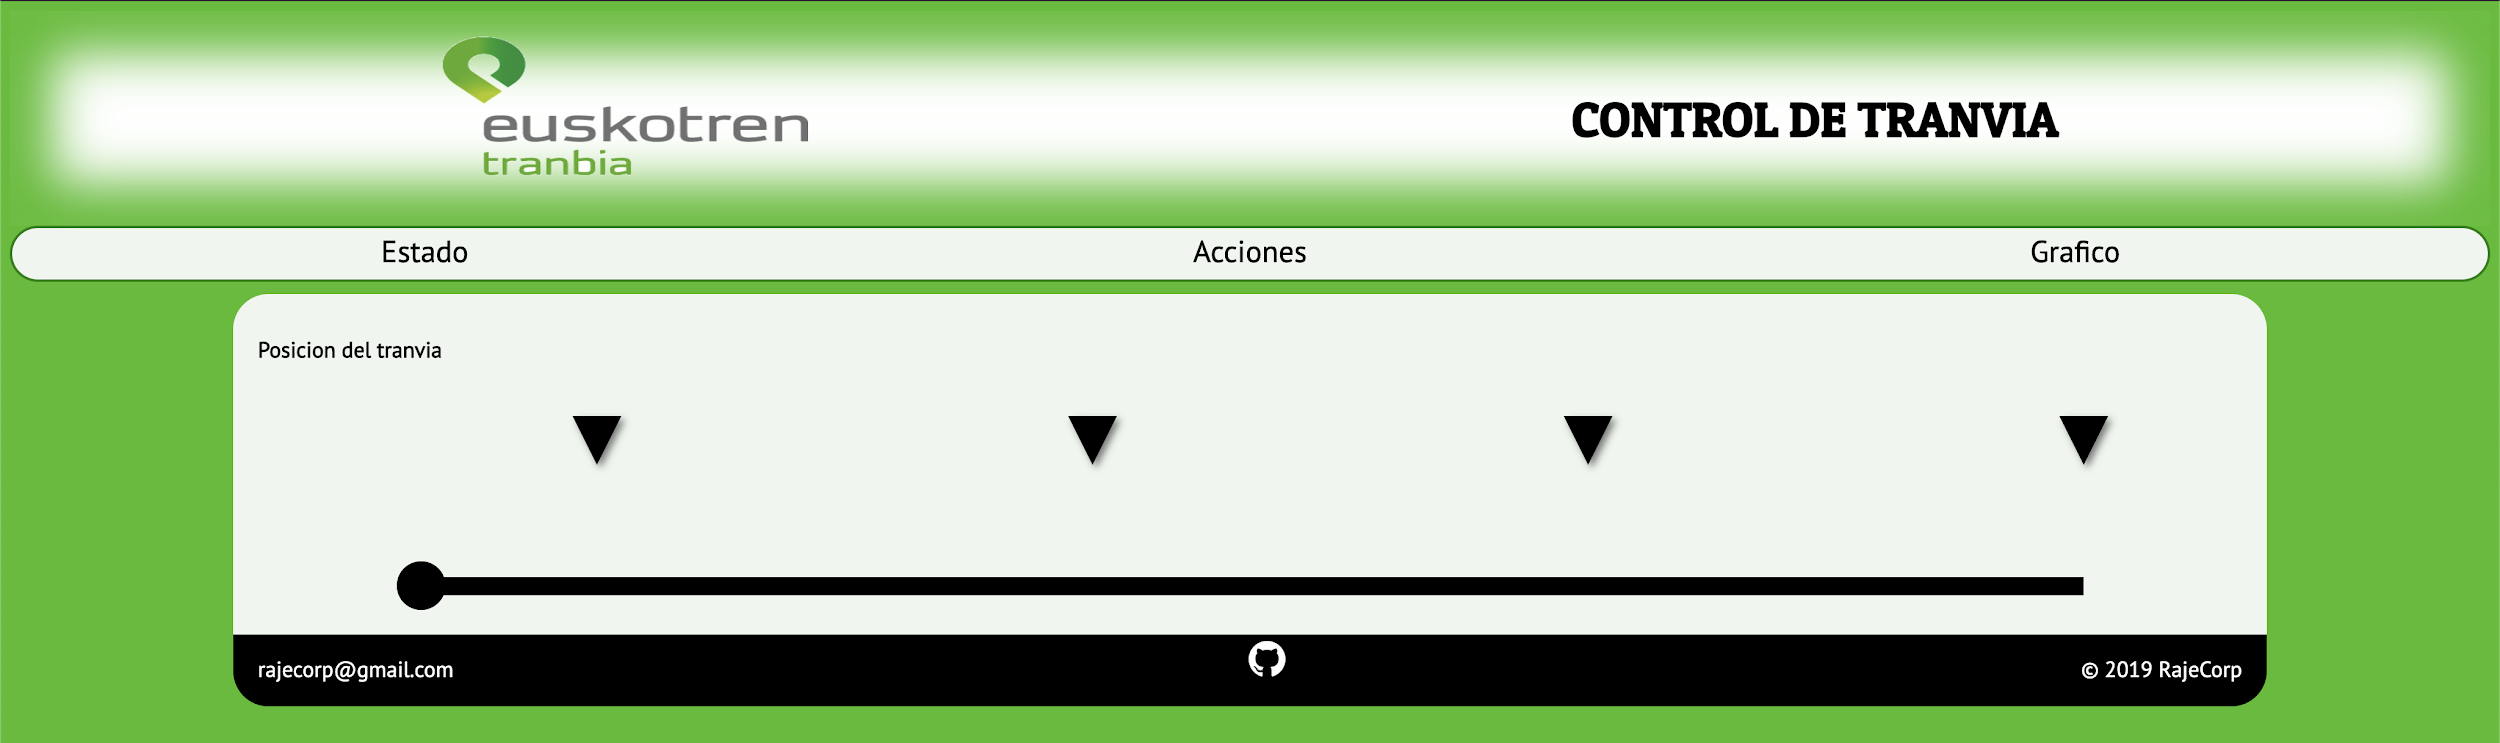 euskotren
tranbia
CONTROL DE TRANVIA
Estado
Acciones
Grafico
Posicion del tranvia
rajecorp@gmail.com
© 2019 RajeCorp